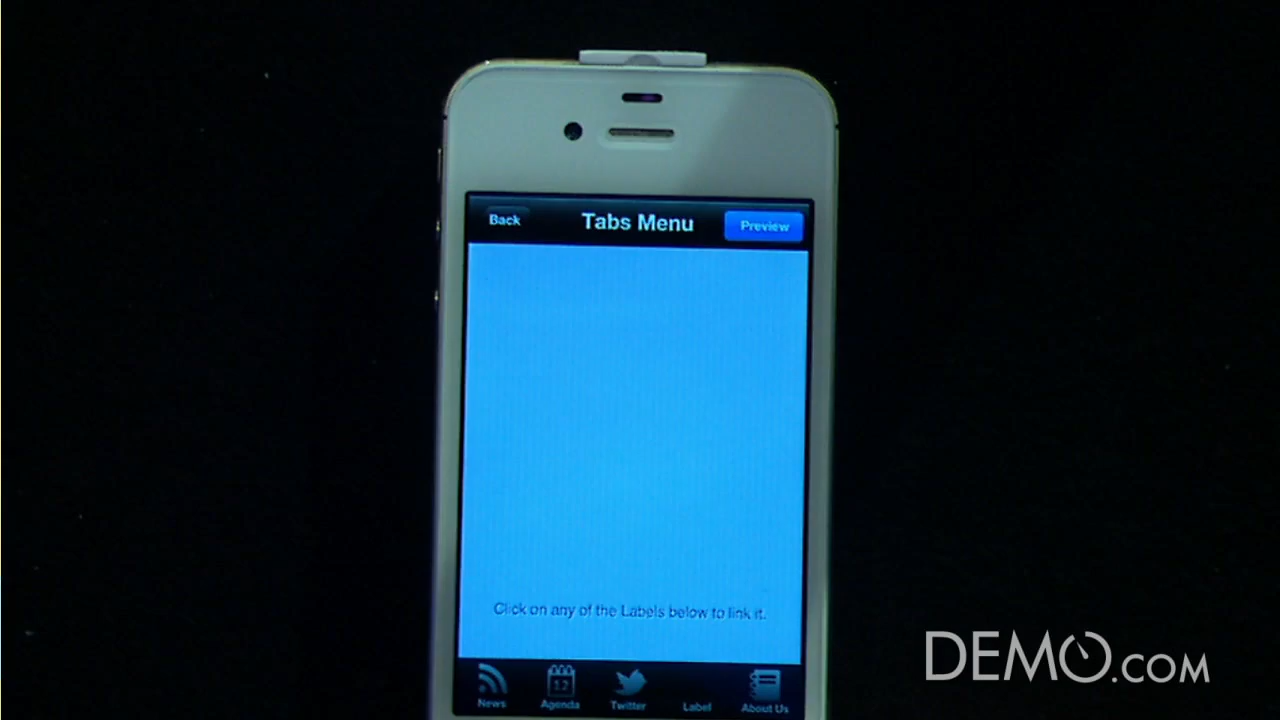 Back Tabs Menu Preview
Click on any of the Labels below to link it.
12
News Agenda Twitter Label About Us
DEMO.COM